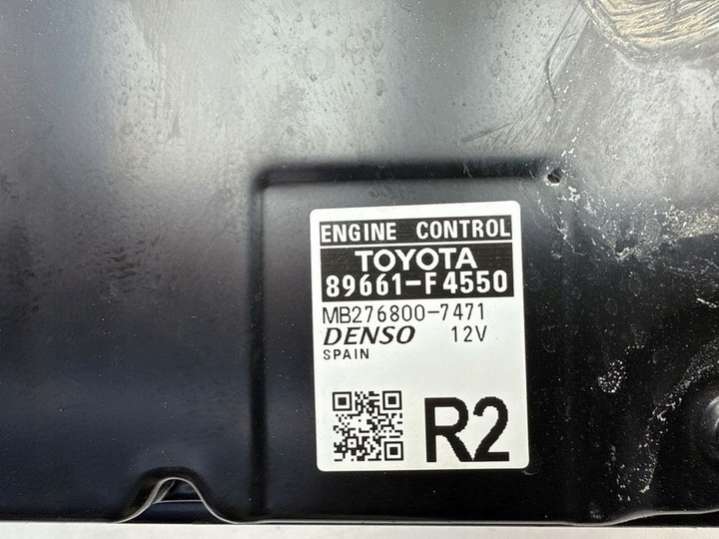 ENGINE CONTROL
TOYOTA
89661-F4550
MB276800-7471
DENSO 12V
SPAIN
R2